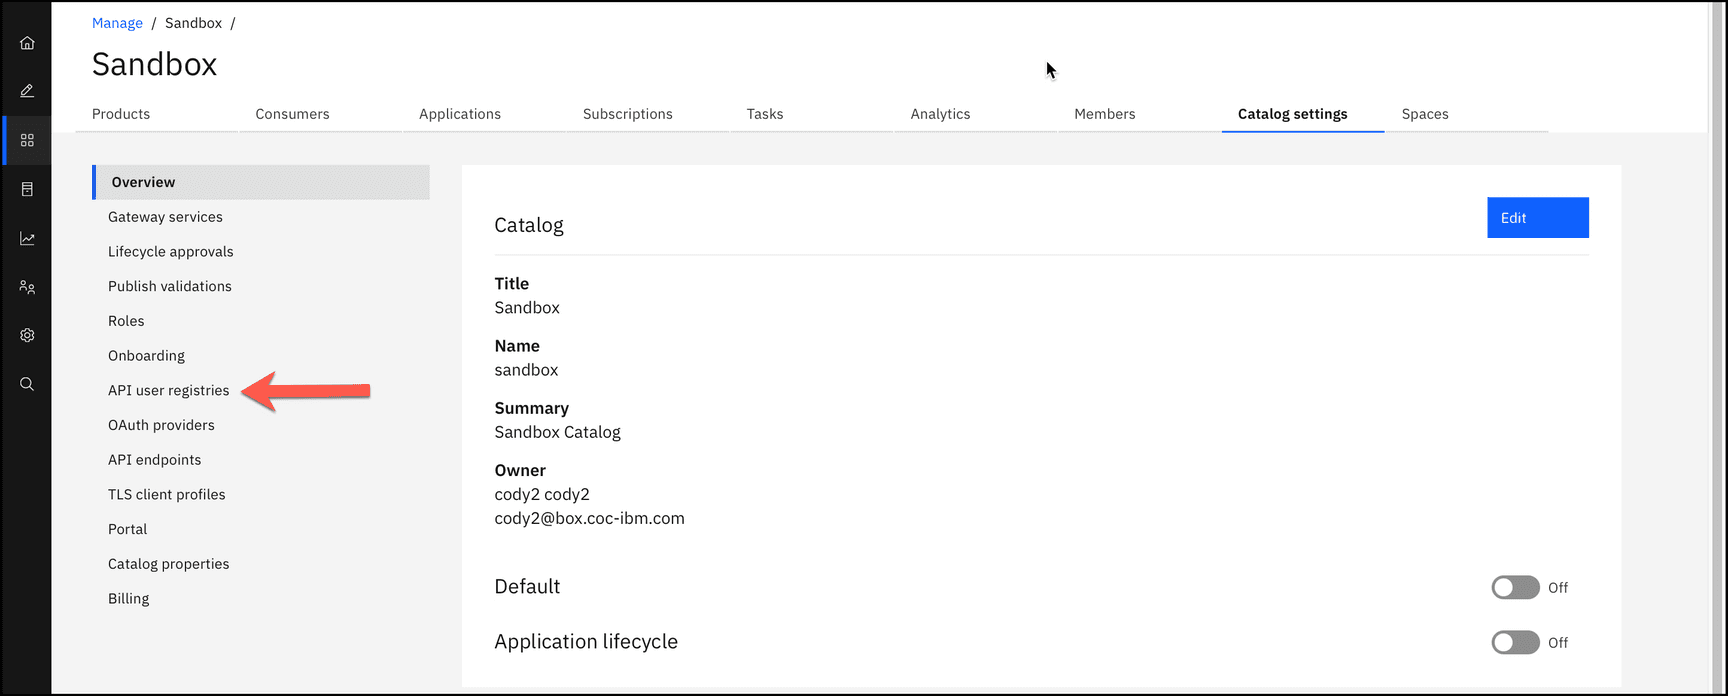 Manage / Sandbox /
Sandbox
Products Consumers Applications Subscriptions Tasks Analytics Members Catalog settings Spaces
Overview
Gateway services
Lifecycle approvals
Publish validations
Roles
Onboarding
API user registries
OAuth providers
API endpoints
TLS client profiles
Portal
Catalog properties
Billing
Catalog
Edit
Title
Sandbox
Name
sandbox
Summary
Sandbox Catalog
Owner
cody2 cody2
cody2@box.coc-ibm.com
Default Off
Application lifecycle Off